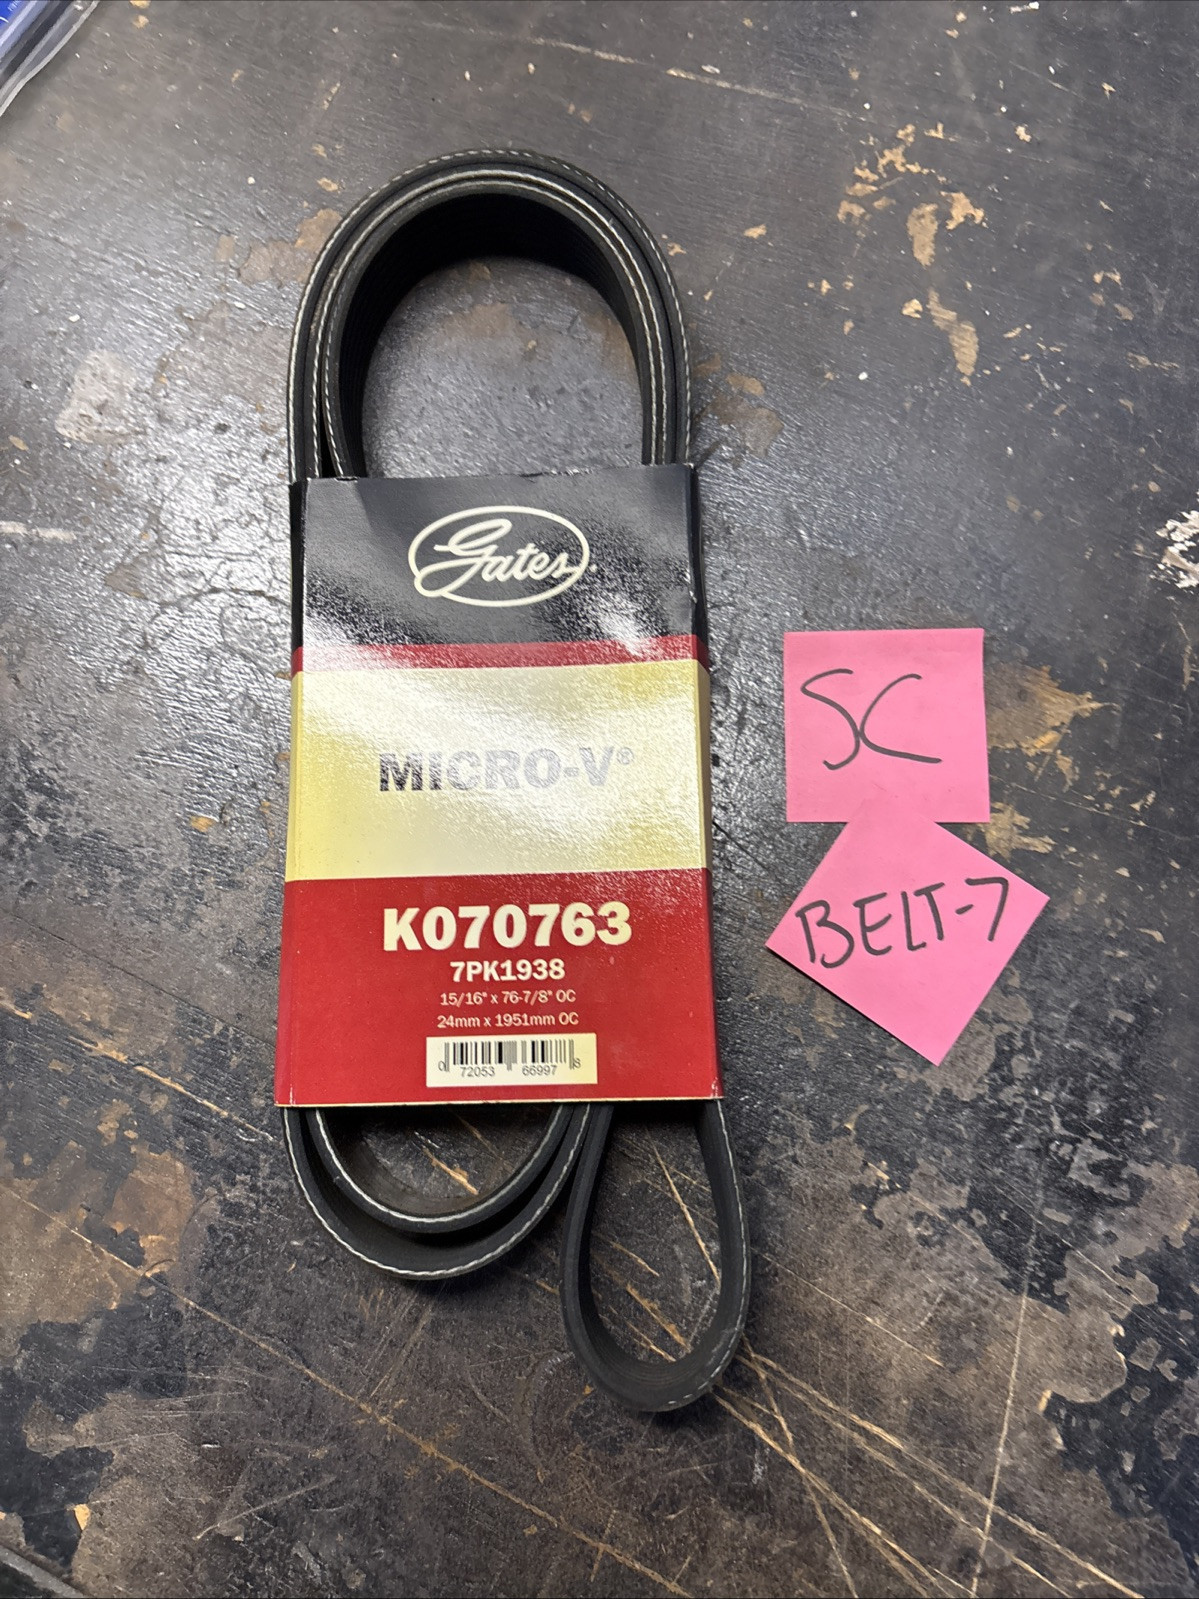 Gates
MICRO-V®
K070763
7PK1938
15/16" x 76-7/8" OC
24mm x 1951mm OC
0 72053 66997 8
SC
BELT-7